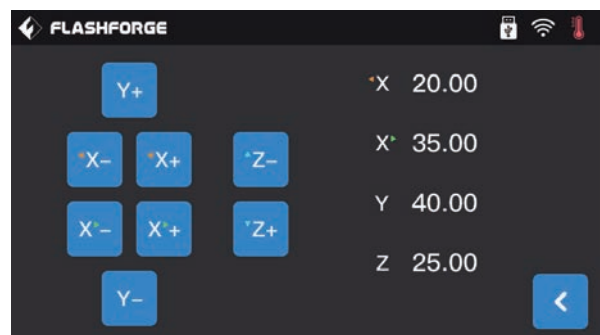 FLASHFORGE
Y+
X- X+ Z-
X- X+ Z+
Y-
X 20.00
X 35.00
Y 40.00
Z 25.00